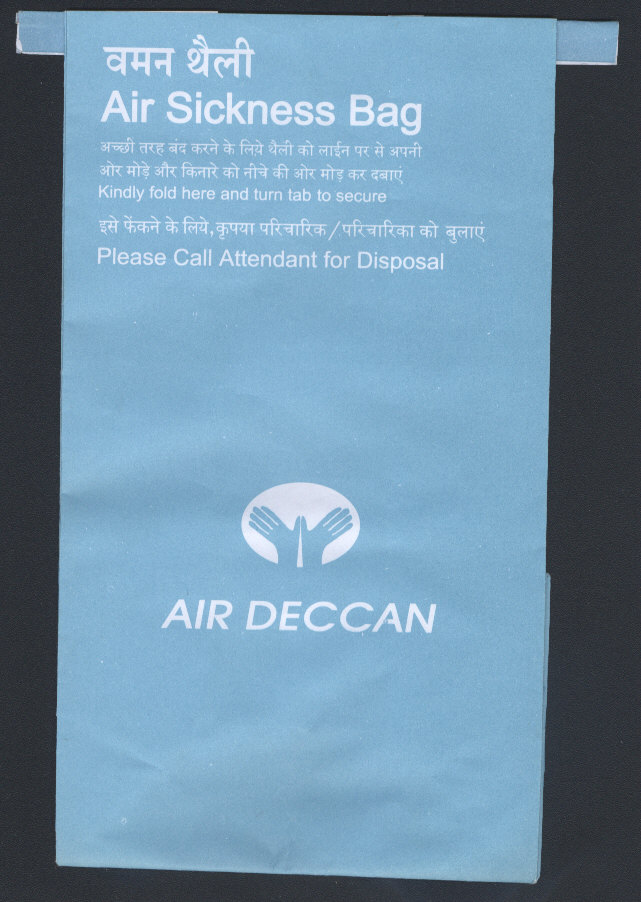 वमन थैली
Air Sickness Bag
अच्छी तरह बंद करने के लिये थैली को लाईन पर से अपनी
ओर मोड़े और किनारे को नीचे की ओर मोड़ कर दबाएं
Kindly fold here and turn tab to secure
इसे फेंकने के लिये, कृपया परिचारिक/परिचारिका को बुलाएं
Please Call Attendant for Disposal
AIR DECCAN